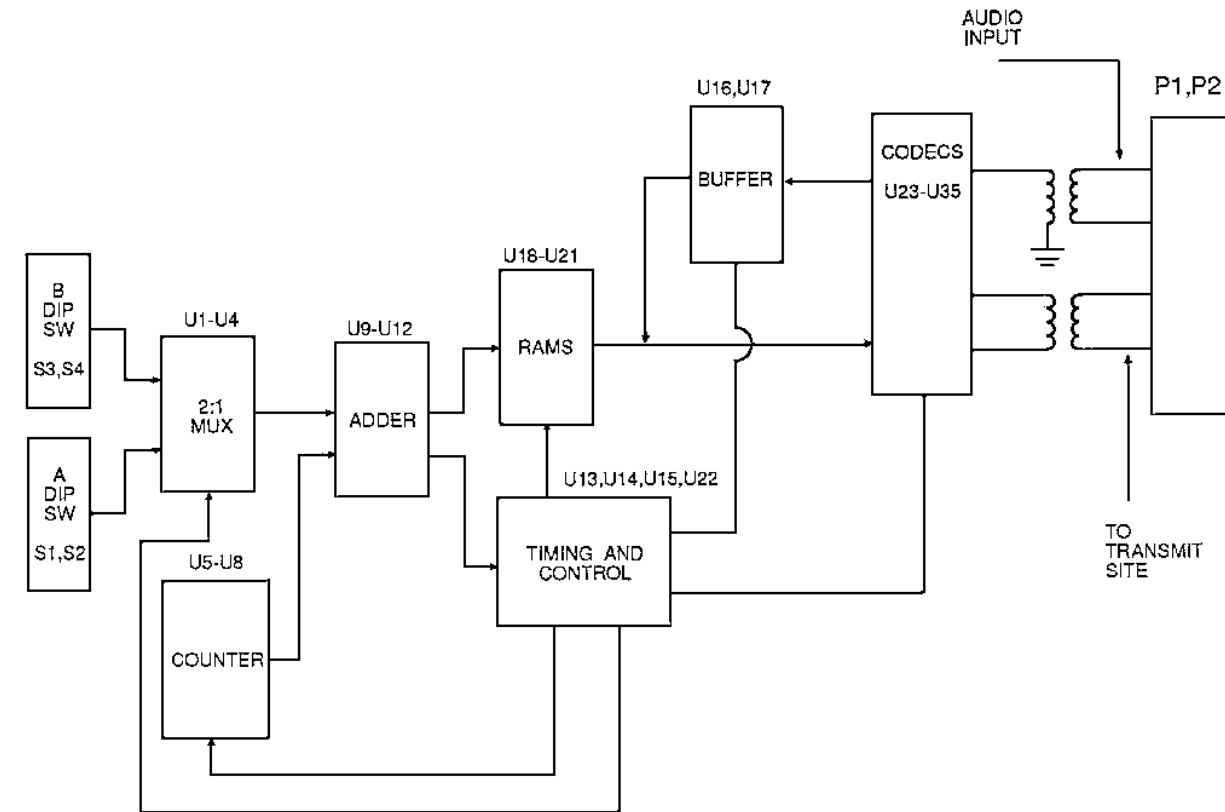 AUDIO
INPUT
P1,P2
U16,U17
CODECS
U23-U35
BUFFER
U18-U21
RAMS
B
DIP
SW
S3,S4
U1-U4
2:1
MUX
U9-U12
ADDER
A
DIP
SW
S1,S2
U13,U14,U15,U22
TIMING AND
CONTROL
TO
TRANSMIT
SITE
U5-U8
COUNTER